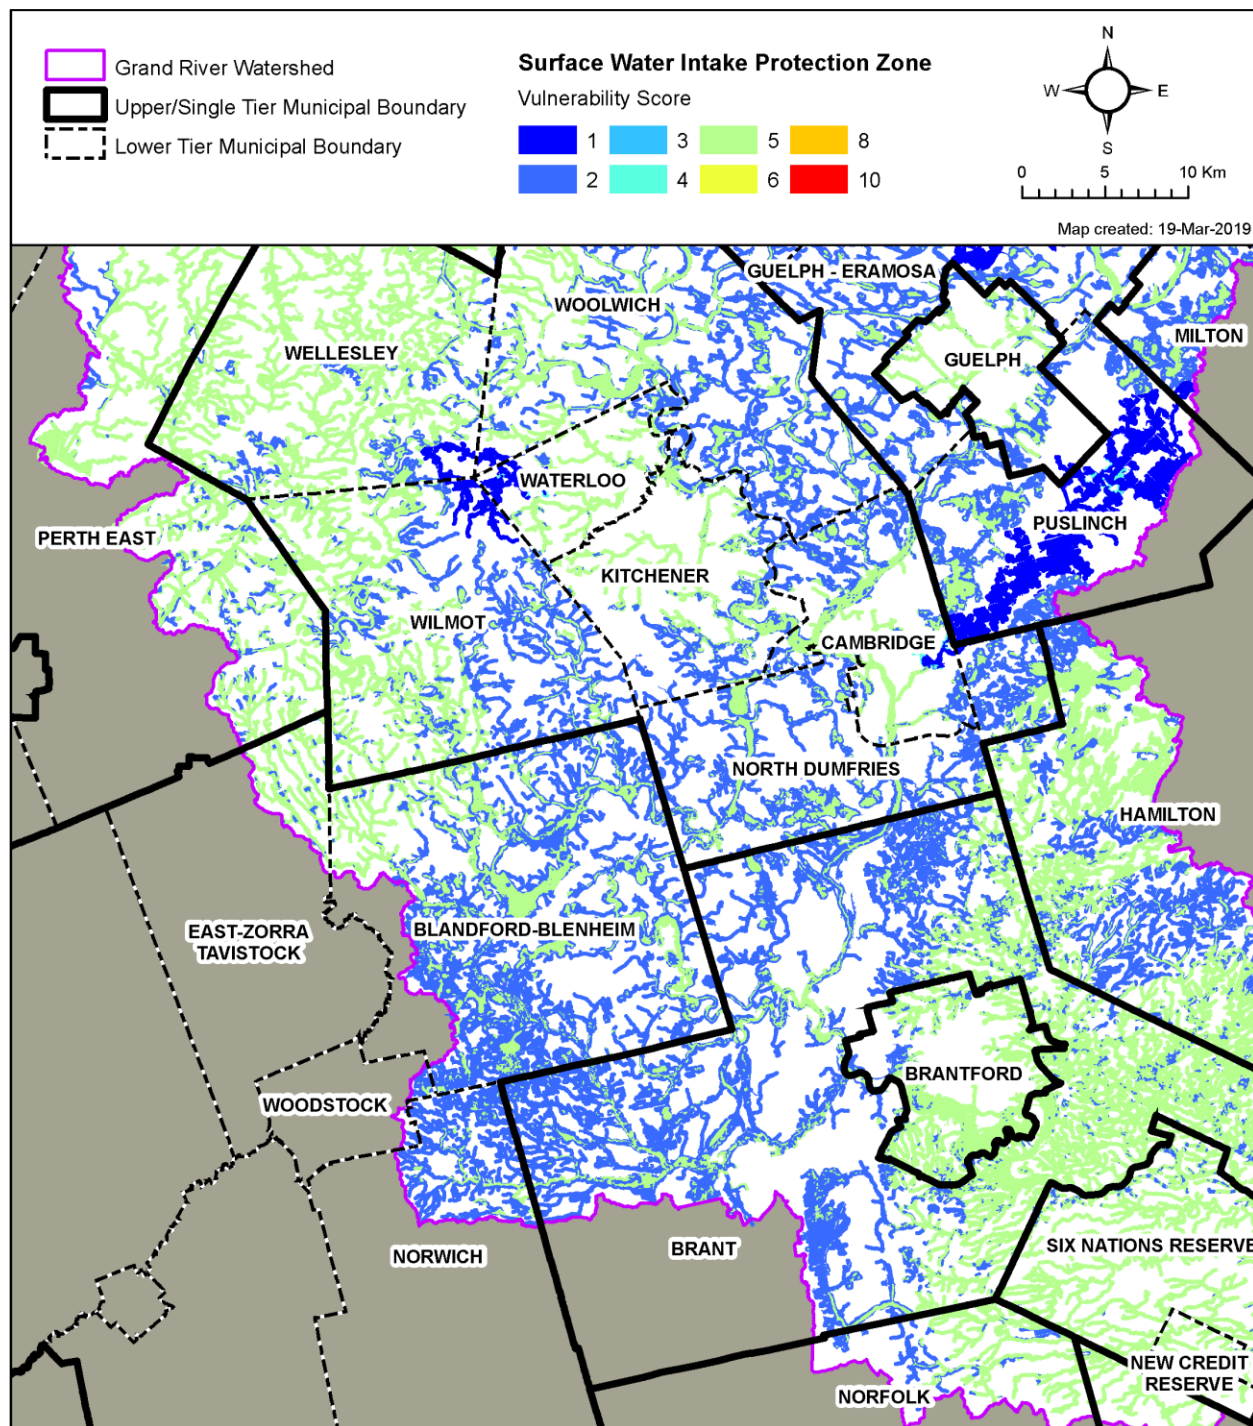 Grand River Watershed
Upper/Single Tier Municipal Boundary
Lower Tier Municipal Boundary
Surface Water Intake Protection Zone
Vulnerability Score
1 3 5 8
2 4 6 10
N
W E
S
0 5 10 Km
Map created: 19-Mar-2019
GUELPH - ERAMOSA
WOOLWICH
MILTON
WELLESLEY
GUELPH
WATERLOO
PUSLINCH
PERTH EAST
KITCHENER
WILMOT
CAMBRIDGE
NORTH DUMFRIES
HAMILTON
BLANDFORD-BLENHEIM
EAST-ZORRA
TAVISTOCK
BRANTFORD
WOODSTOCK
SIX NATIONS RESERVE
BRANT
NORWICH
NEW CREDIT
RESERVE
NORFOLK